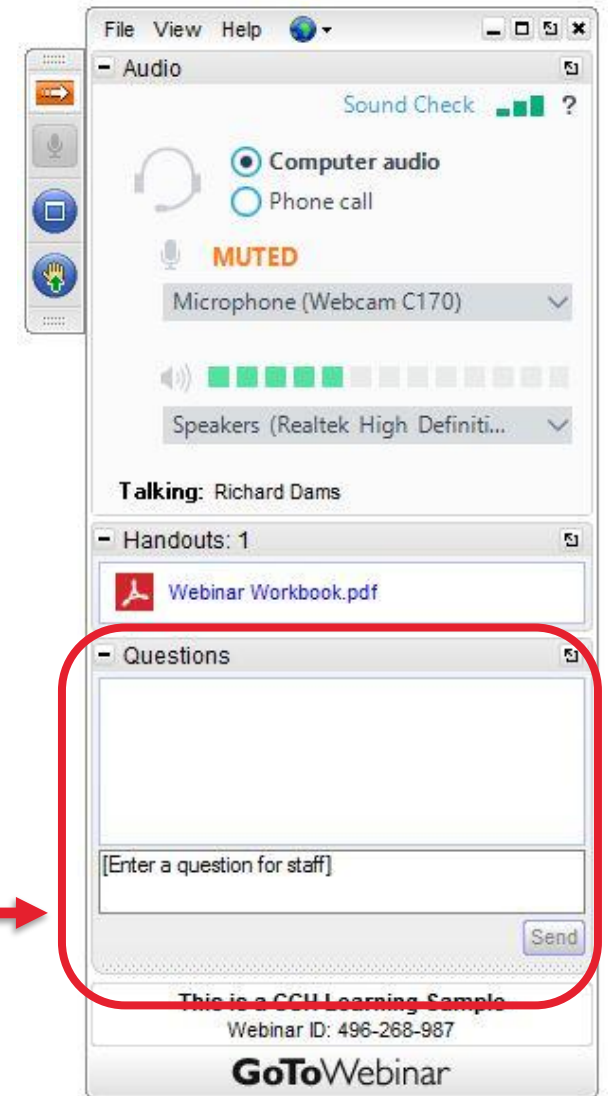 File View Help
Audio
Sound Check ?
Computer audio
Phone call
MUTED
Microphone (Webcam C170)
Speakers (Realtek High Definiti...
Talking: Richard Dams
Handouts: 1
Webinar Workbook.pdf
Questions
[Enter a question for staff]
Send
This is a CCH Learning Sample
Webinar ID: 496-268-987
GoToWebinar